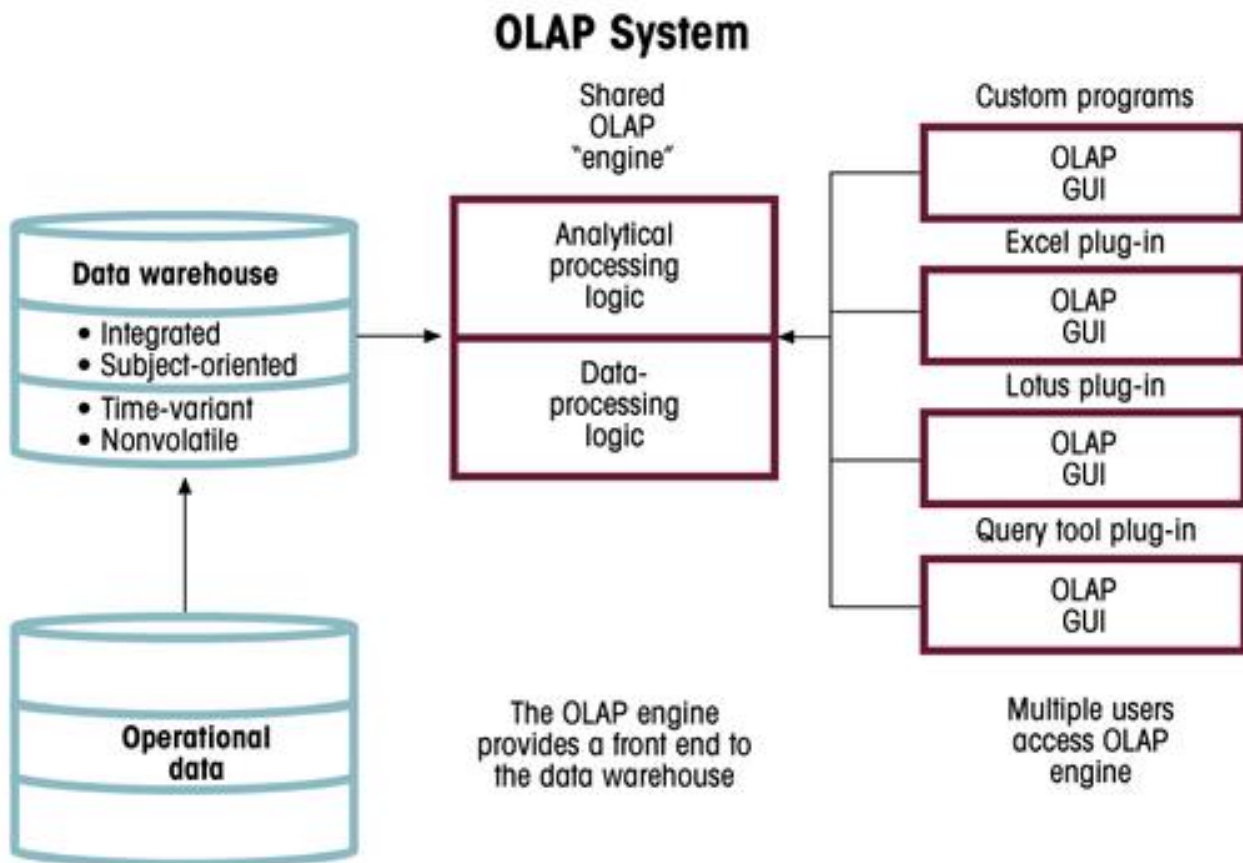 OLAP System
Shared
OLAP
"engine"
Custom programs
OLAP
GUI
Analytical
processing
logic
Excel plug-in
OLAP
GUI
Data warehouse
• Integrated
• Subject-oriented
• Time-variant
• Nonvolatile
Data-
processing
logic
Lotus plug-in
OLAP
GUI
Query tool plug-in
OLAP
GUI
Operational
data
The OLAP engine
provides a front end to
the data warehouse
Multiple users
access OLAP
engine